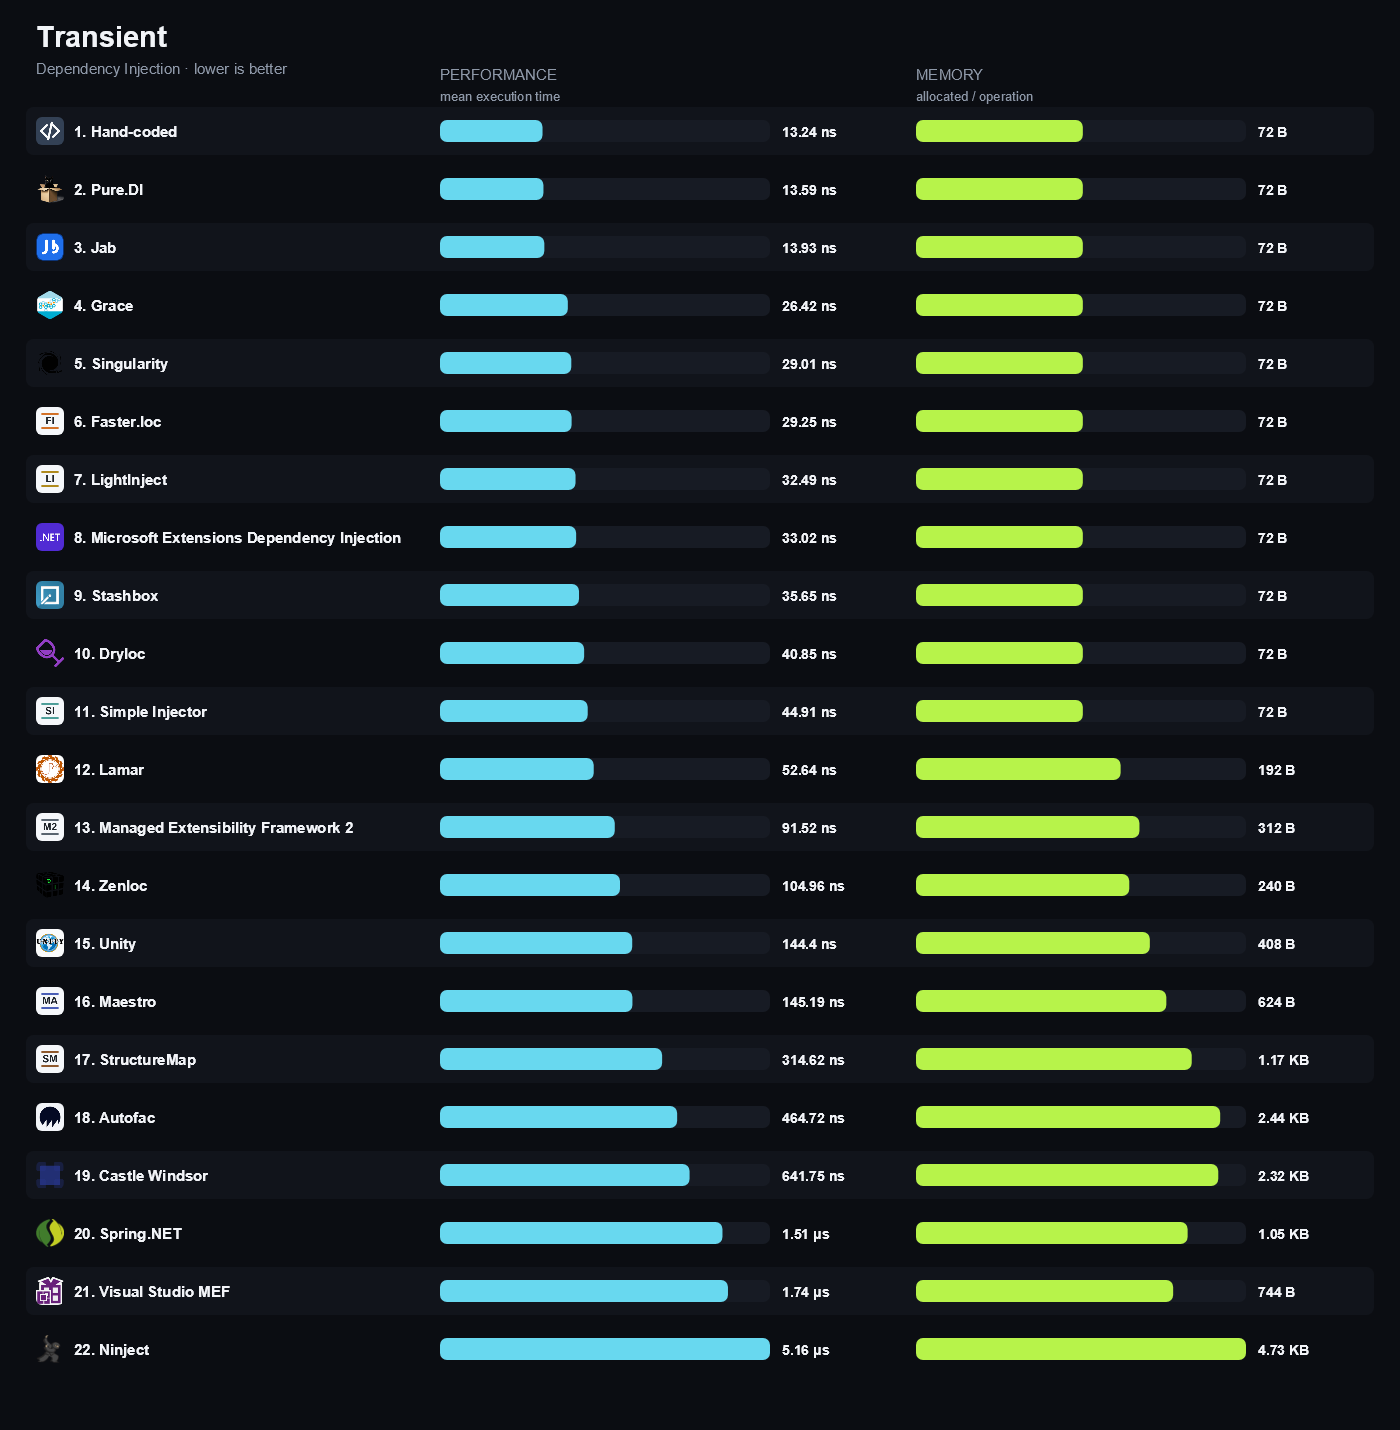 Transient
Dependency Injection · lower is better
PERFORMANCE
mean execution time
MEMORY
allocated / operation
1. Hand-coded 13.24 ns 72 B
2. Pure.DI 13.59 ns 72 B
Jb 3. Jab 13.93 ns 72 B
4. Grace 26.42 ns 72 B
5. Singularity 29.01 ns 72 B
FI 6. Faster.Ioc 29.25 ns 72 B
LI 7. LightInject 32.49 ns 72 B
.NET 8. Microsoft Extensions Dependency Injection 33.02 ns 72 B
9. Stashbox 35.65 ns 72 B
10. DryIoc 40.85 ns 72 B
SI 11. Simple Injector 44.91 ns 72 B
12. Lamar 52.64 ns 192 B
M2 13. Managed Extensibility Framework 2 91.52 ns 312 B
14. ZenIoc 104.96 ns 240 B
UNITY 15. Unity 144.4 ns 408 B
MA 16. Maestro 145.19 ns 624 B
SM 17. StructureMap 314.62 ns 1.17 KB
18. Autofac 464.72 ns 2.44 KB
19. Castle Windsor 641.75 ns 2.32 KB
20. Spring.NET 1.51 µs 1.05 KB
21. Visual Studio MEF 1.74 µs 744 B
22. Ninject 5.16 µs 4.73 KB